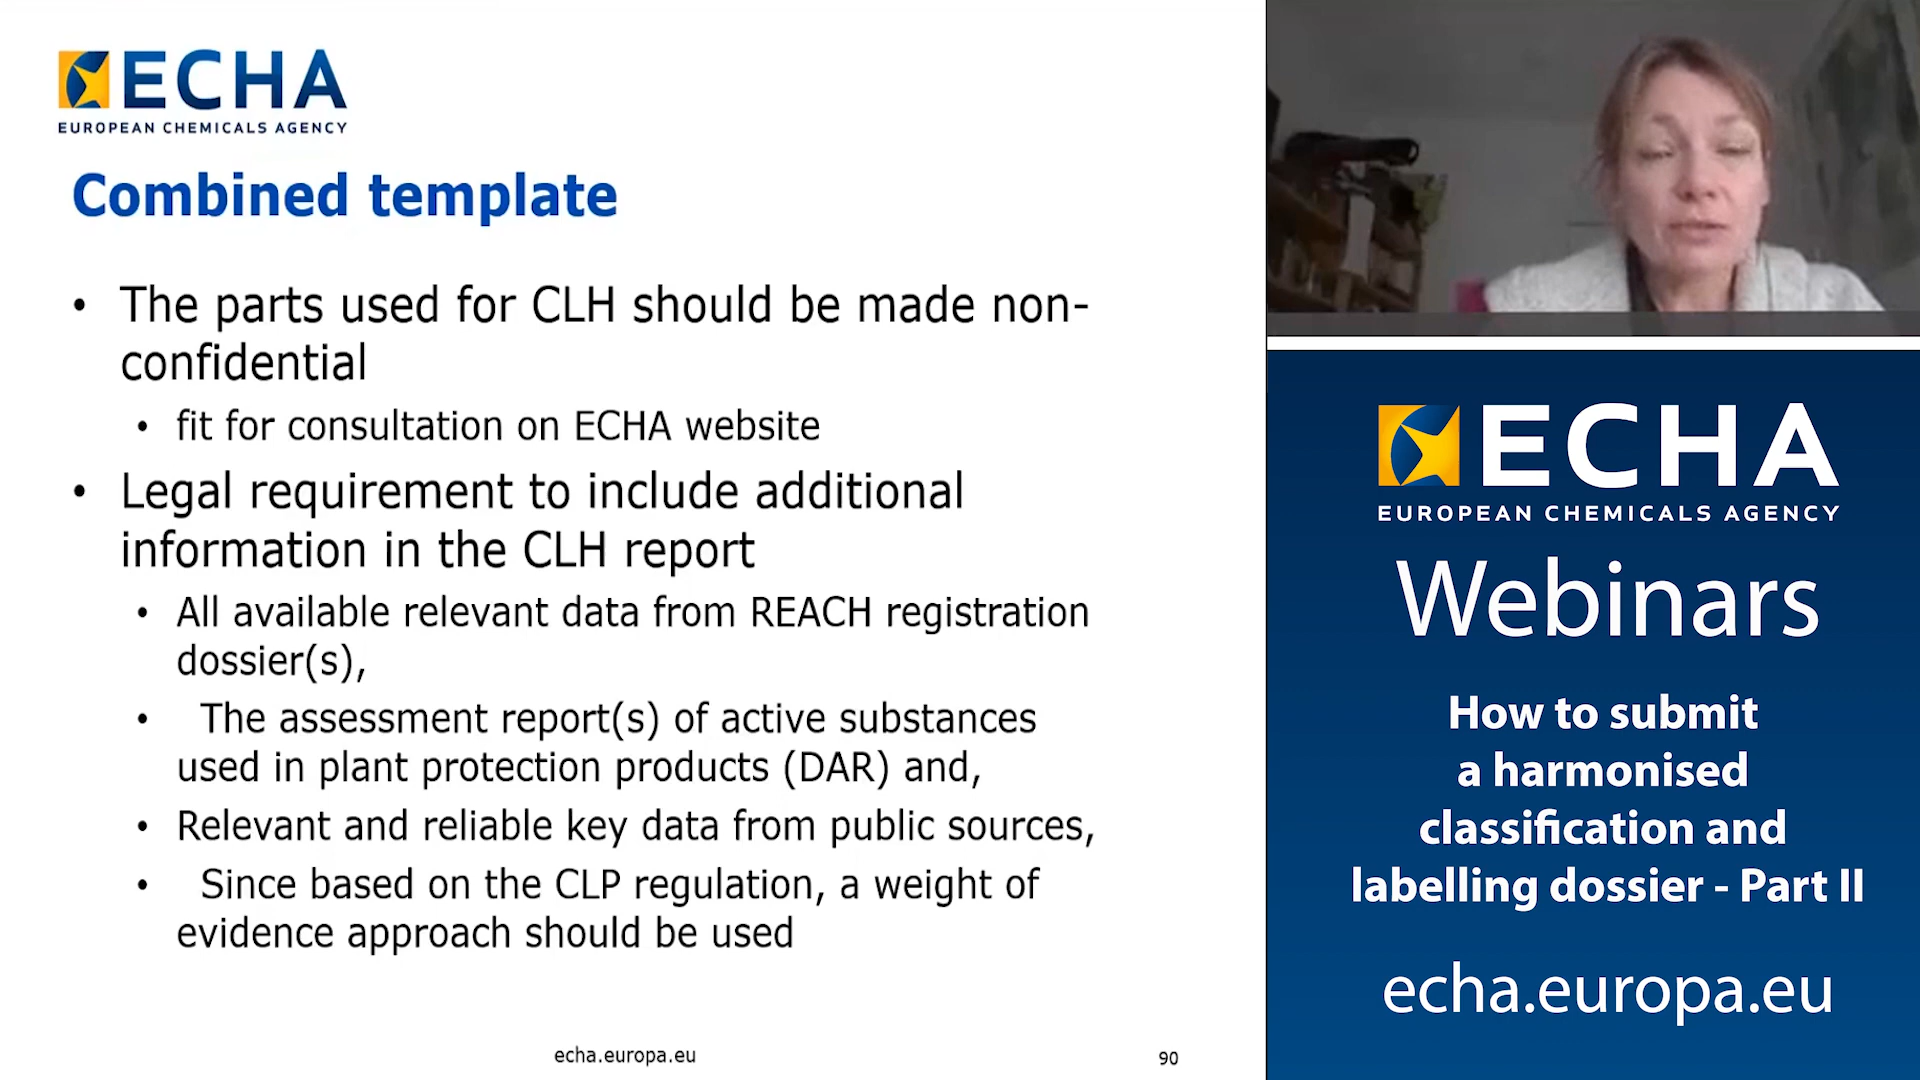 ECHA
EUROPEAN CHEMICALS AGENCY
Combined template
• The parts used for CLH should be made non-
confidential
• fit for consultation on ECHA website
• Legal requirement to include additional
information in the CLH report
• All available relevant data from REACH registration
dossier(s),
• The assessment report(s) of active substances
used in plant protection products (DAR) and,
• Relevant and reliable key data from public sources,
• Since based on the CLP regulation, a weight of
evidence approach should be used
echa.europa.eu
90
ECHA
EUROPEAN CHEMICALS AGENCY
Webinars
How to submit
a harmonised
classification and
labelling dossier - Part II
echa.europa.eu